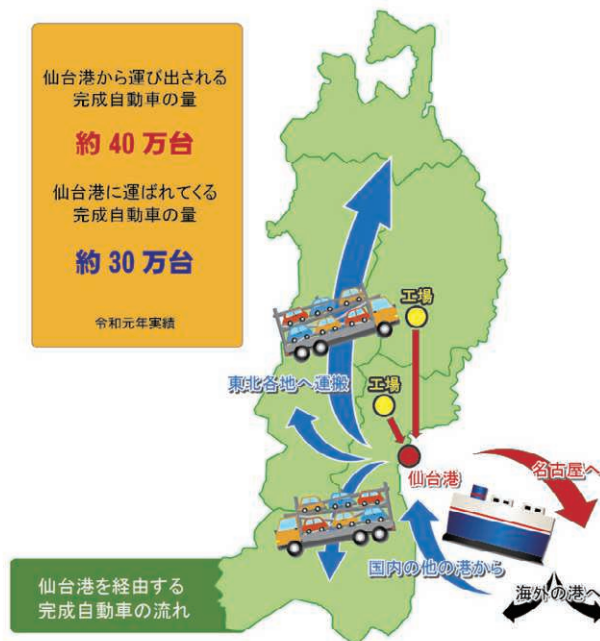 仙台港から運び出される
完成自動車の量
約40万台
仙台港に運ばれてくる
完成自動車の量
約30万台
令和元年実績
工場
東北各地へ運搬
工場
仙台港
名古屋へ
国内の他の港から
海外の港へ
仙台港を経由する
完成自動車の流れ